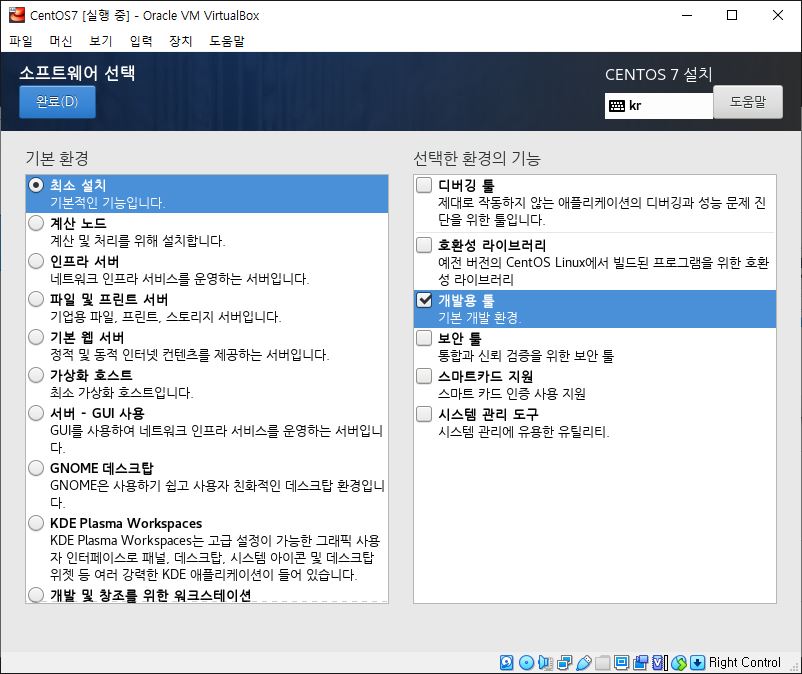 CentOS7 [실행 중] - Oracle VM VirtualBox
파일 머신 보기 입력 장치 도움말
소프트웨어 선택
완료(D)
CENTOS 7 설치
kr
도움말
기본 환경
최소 설치
기본적인 기능입니다.
계산 노드
계산 및 처리를 위해 설치합니다.
인프라 서버
네트워크 인프라 서비스를 운영하는 서버입니다.
파일 및 프린트 서버
기업용 파일, 프린트, 스토리지 서버입니다.
기본 웹 서버
정적 및 동적 인터넷 컨텐츠를 제공하는 서버입니다.
가상화 호스트
최소 가상화 호스트입니다.
서버 - GUI 사용
GUI를 사용하여 네트워크 인프라 서비스를 운영하는 서버입니
다.
GNOME 데스크탑
GNOME은 사용하기 쉽고 사용자 친화적인 데스크탑 환경입니
다.
KDE Plasma Workspaces
KDE Plasma Workspaces는 고급 설정이 가능한 그래픽 사용
자 인터페이스로 패널, 데스크탑, 시스템 아이콘 및 데스크탑
위젯 등 여러 강력한 KDE 애플리케이션이 들어 있습니다.
개발 및 창조를 위한 워크스테이션
선택한 환경의 기능
디버깅 툴
제대로 작동하지 않는 애플리케이션의 디버깅과 성능 문제 진
단을 위한 툴입니다.
호환성 라이브러리
예전 버전의 CentOS Linux에서 빌드된 프로그램을 위한 호환
성 라이브러리
개발용 툴
기본 개발 환경.
보안 툴
통합과 신뢰 검증을 위한 보안 툴
스마트카드 지원
스마트 카드 인증 사용 지원
시스템 관리 도구
시스템 관리에 유용한 유틸리티.
Right Control